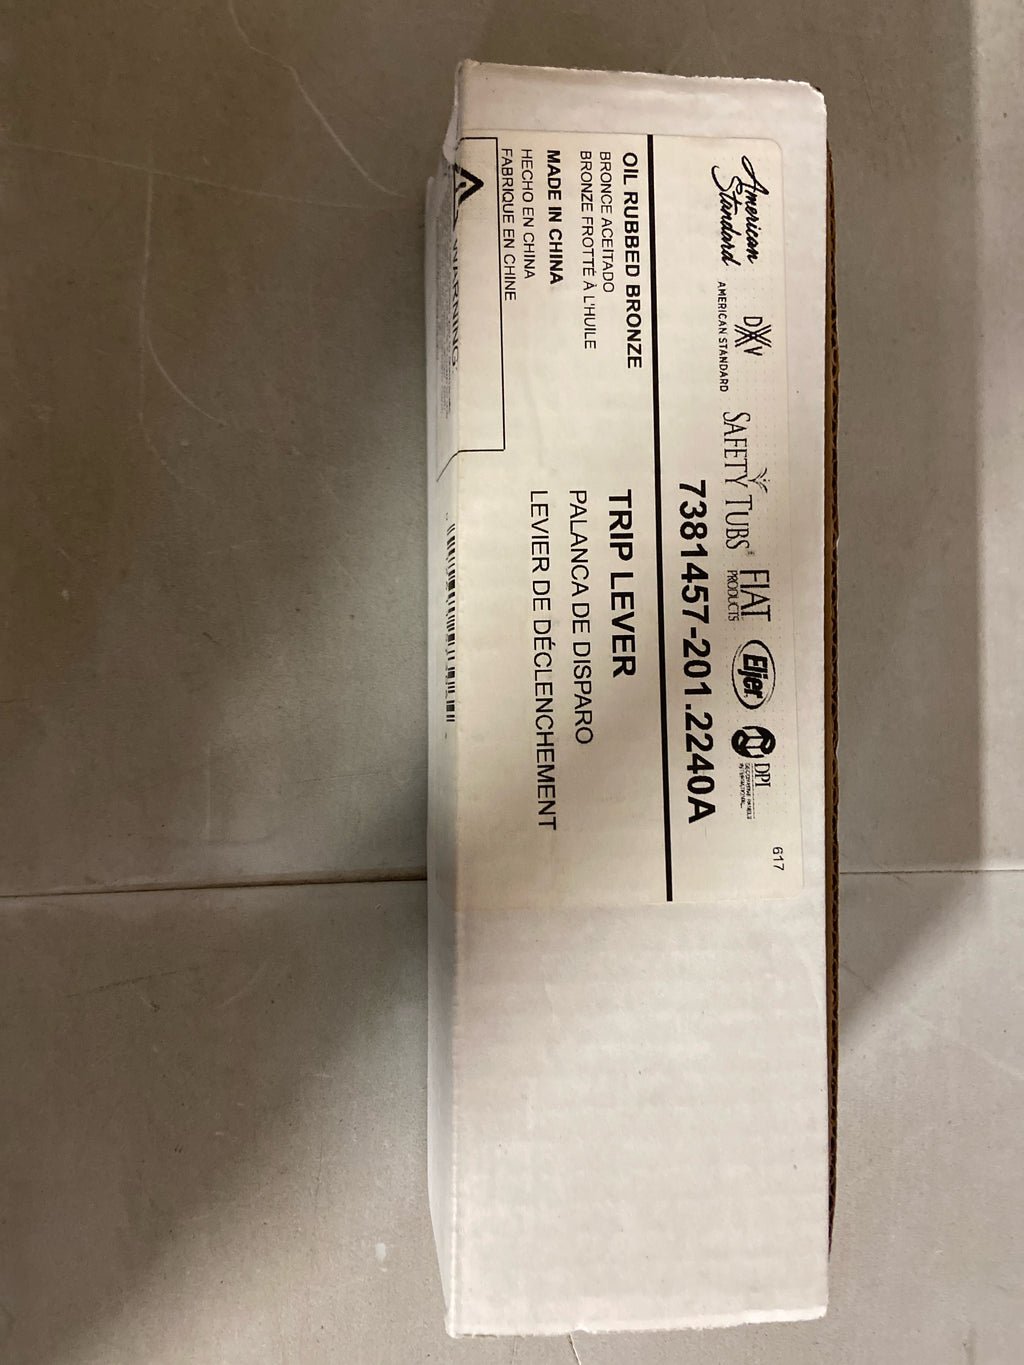 American
Standard
DXV
AMERICAN STANDARD
SAFETY TUBS®
FIAT
PRODUCTS
Eljer
DPI
617
7381457-201.2240A
OIL RUBBED BRONZE
BRONCE ACEITADO
BRONZE FROTTÉ À L'HUILE
MADE IN CHINA
HECHO EN CHINA
FABRIQUE EN CHINE
TRIP LEVER
PALANCA DE DISPARO
LEVIER DE DÉCLENCHEMENT
WARNING